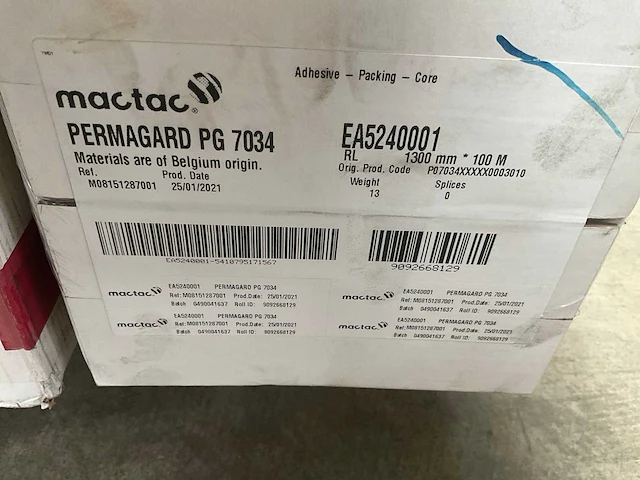 Adhesive - Packing - Core
mactac®
PERMAGARD PG 7034
Materials are of Belgium origin.
Ref. Prod. Date
M08151287001 25/01/2021
EA5240001
RL 1300 mm * 100 M
Orig. Prod. Code P07034XXXXX0003010
Weight Splices
13 0
EA5240001-5410795171567
9092668129
mactac
EA5240001 PERMAGARD PG 7034
Ref: M08151287001 Prod.Date: 25/01/2021
Batch 0490041637 Roll ID: 9092668129
mactac
EA5240001 PERMAGARD PG 7034
Ref: M08151287001 Prod.Date: 25/01/2021
Batch 0490041637 Roll ID: 9092668129
mactac
EA5240001 PERMAGARD PG 7034
Ref: M08151287001 Prod.Date: 25/01/2021
Batch 0490041637 Roll ID: 9092668129
mactac
EA5240001 PERMAGARD PG 7034
Ref: M08151287001 Prod.Date: 25/01/2021
Batch 0490041637 Roll ID: 9092668129